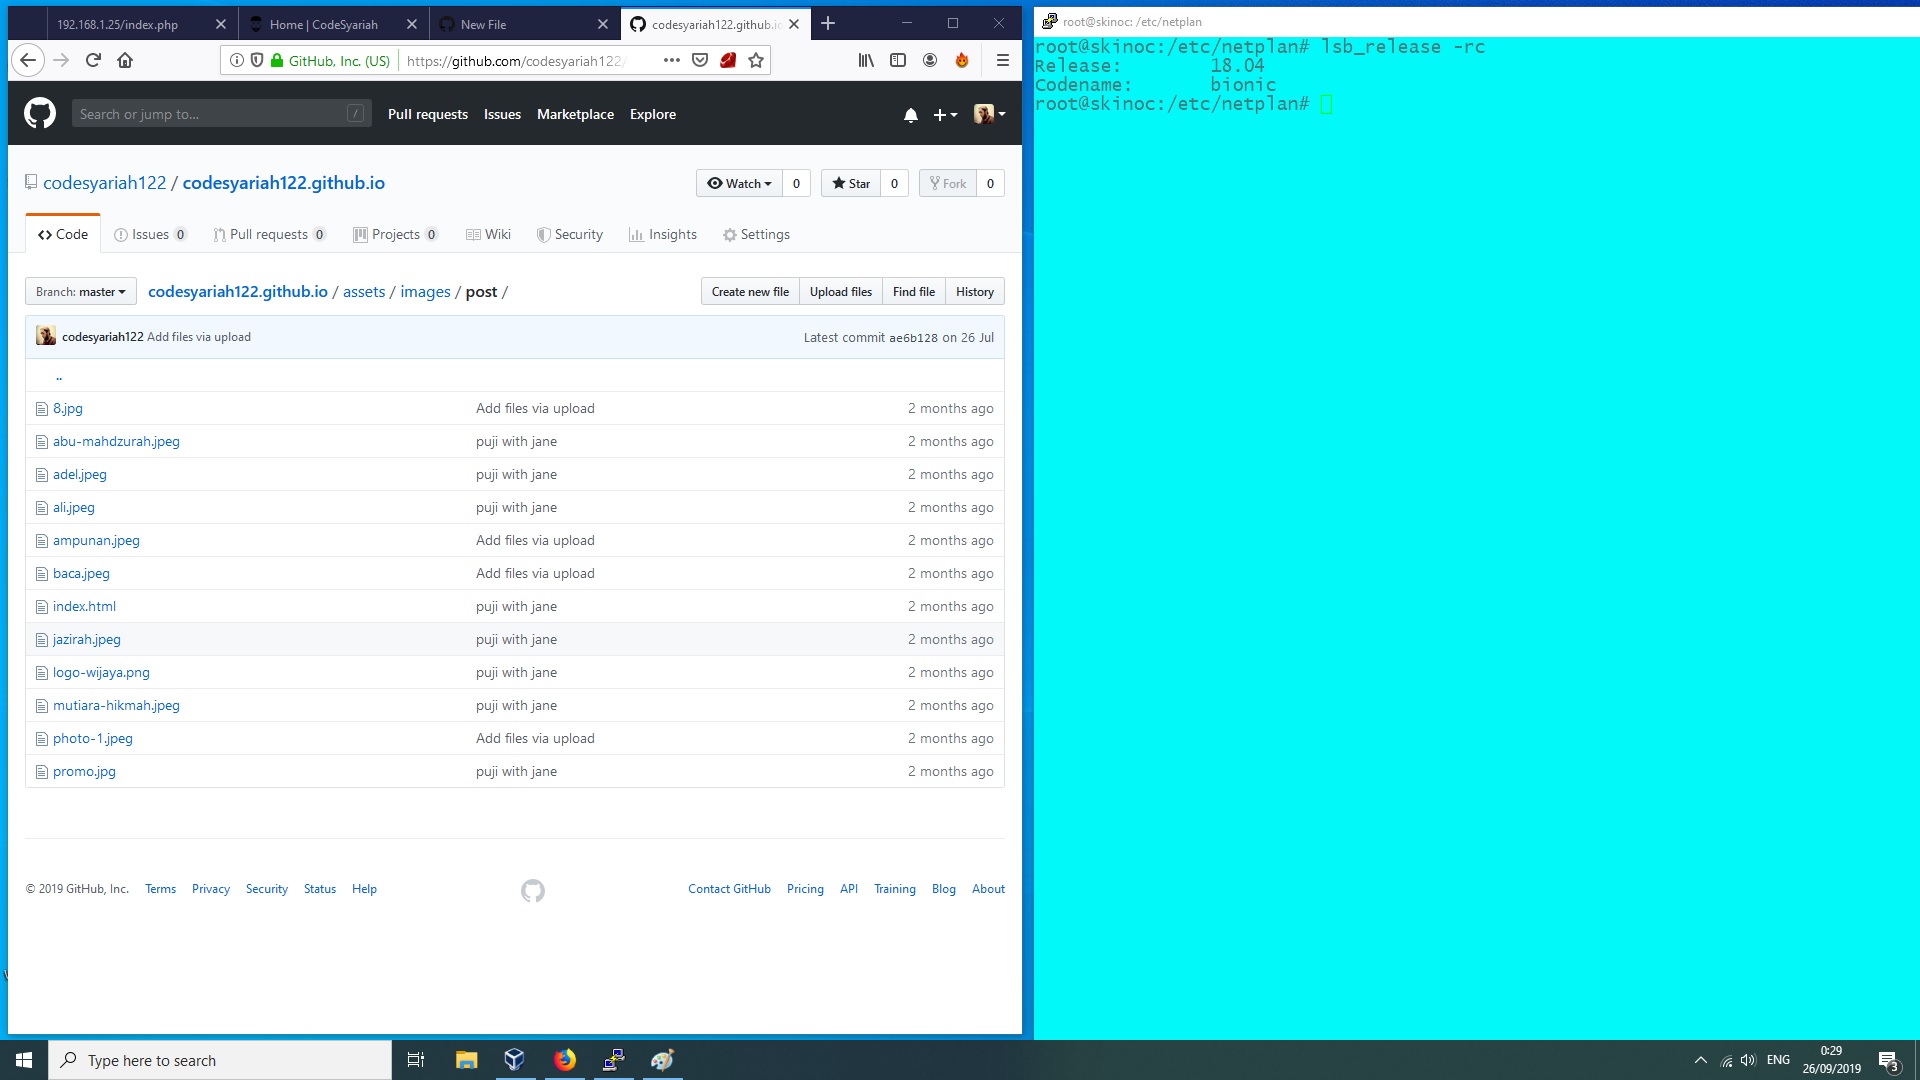 192.168.1.25/index.php
Home | CodeSyariah
New File
codesyariah122.github.io
GitHub, Inc. (US)
https://github.com/codesyariah122/
Search or jump to...
/
Pull requests
Issues
Marketplace
Explore
codesyariah122 / codesyariah122.github.io
Watch 0
Star 0
Fork 0
Code
Issues 0
Pull requests 0
Projects 0
Wiki
Security
Insights
Settings
Branch: master
codesyariah122.github.io / assets / images / post /
Create new file
Upload files
Find file
History
codesyariah122 Add files via upload
Latest commit ae6b128 on 26 Jul
..
8.jpg Add files via upload 2 months ago
abu-mahdzurah.jpeg puji with jane 2 months ago
adel.jpeg puji with jane 2 months ago
ali.jpeg puji with jane 2 months ago
ampunan.jpeg Add files via upload 2 months ago
baca.jpeg Add files via upload 2 months ago
index.html puji with jane 2 months ago
jazirah.jpeg puji with jane 2 months ago
logo-wijaya.png puji with jane 2 months ago
mutiara-hikmah.jpeg puji with jane 2 months ago
photo-1.jpeg Add files via upload 2 months ago
promo.jpg puji with jane 2 months ago
© 2019 GitHub, Inc.
Terms
Privacy
Security
Status
Help
Contact GitHub
Pricing
API
Training
Blog
About
root@skinoc: /etc/netplan
root@skinoc:/etc/netplan# lsb_release -rc
Release: 18.04
Codename: bionic
root@skinoc:/etc/netplan#
Type here to search
ENG
0:29
26/09/2019
3